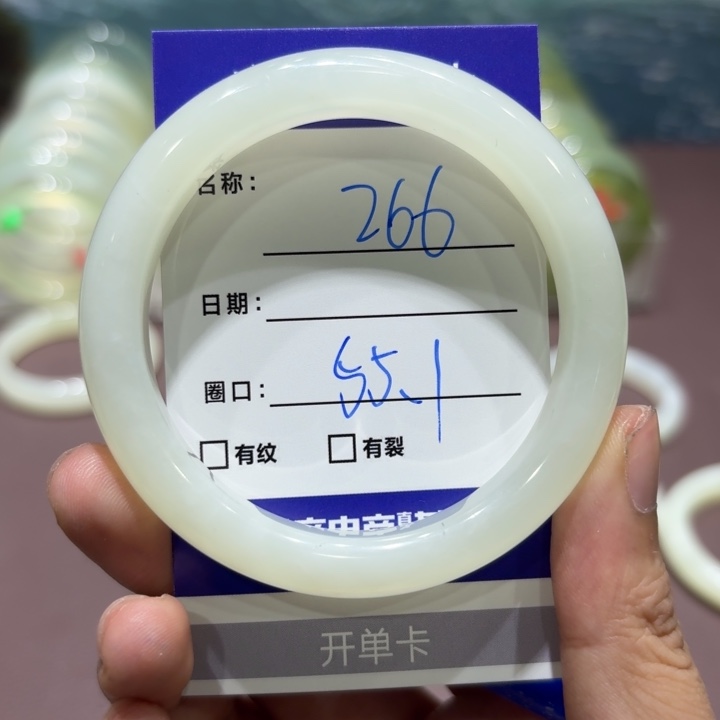 名称： 266
日期：
圈口： 55.1
□有纹 □有裂
开单卡